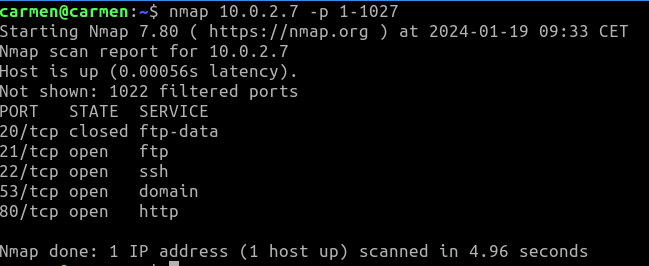 carmen@carmen:~$ nmap 10.0.2.7 -p 1-1027
Starting Nmap 7.80 ( https://nmap.org ) at 2024-01-19 09:33 CET
Nmap scan report for 10.0.2.7
Host is up (0.00056s latency).
Not shown: 1022 filtered ports
PORT   STATE  SERVICE
20/tcp closed ftp-data
21/tcp open   ftp
22/tcp open   ssh
53/tcp open   domain
80/tcp open   http
Nmap done: 1 IP address (1 host up) scanned in 4.96 seconds